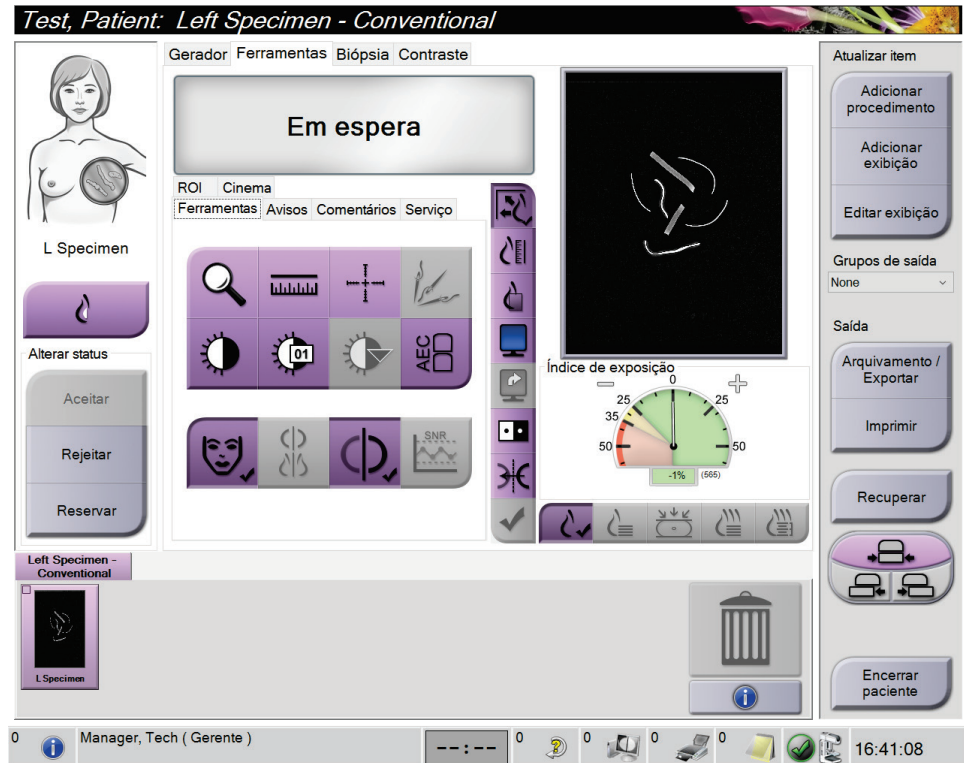 Test, Patient: Left Specimen - Conventional
Gerador Ferramentas Biópsia Contraste
Em espera
ROI Cinema
Ferramentas Avisos Comentários Serviço
01
AEC
SNR
L Specimen
Alterar status
Aceitar
Rejeitar
Reservar
Índice de exposição
0
25 25
35
50 50
-1% (565)
Atualizar item
Adicionar
procedimento
Adicionar
exibição
Editar exibição
Grupos de saída
None
Saída
Arquivamento /
Exportar
Imprimir
Recuperar
Encerrar
paciente
Left Specimen -
Conventional
L Specimen
0 Manager, Tech ( Gerente ) --:-- 0 0 0 0 16:41:08